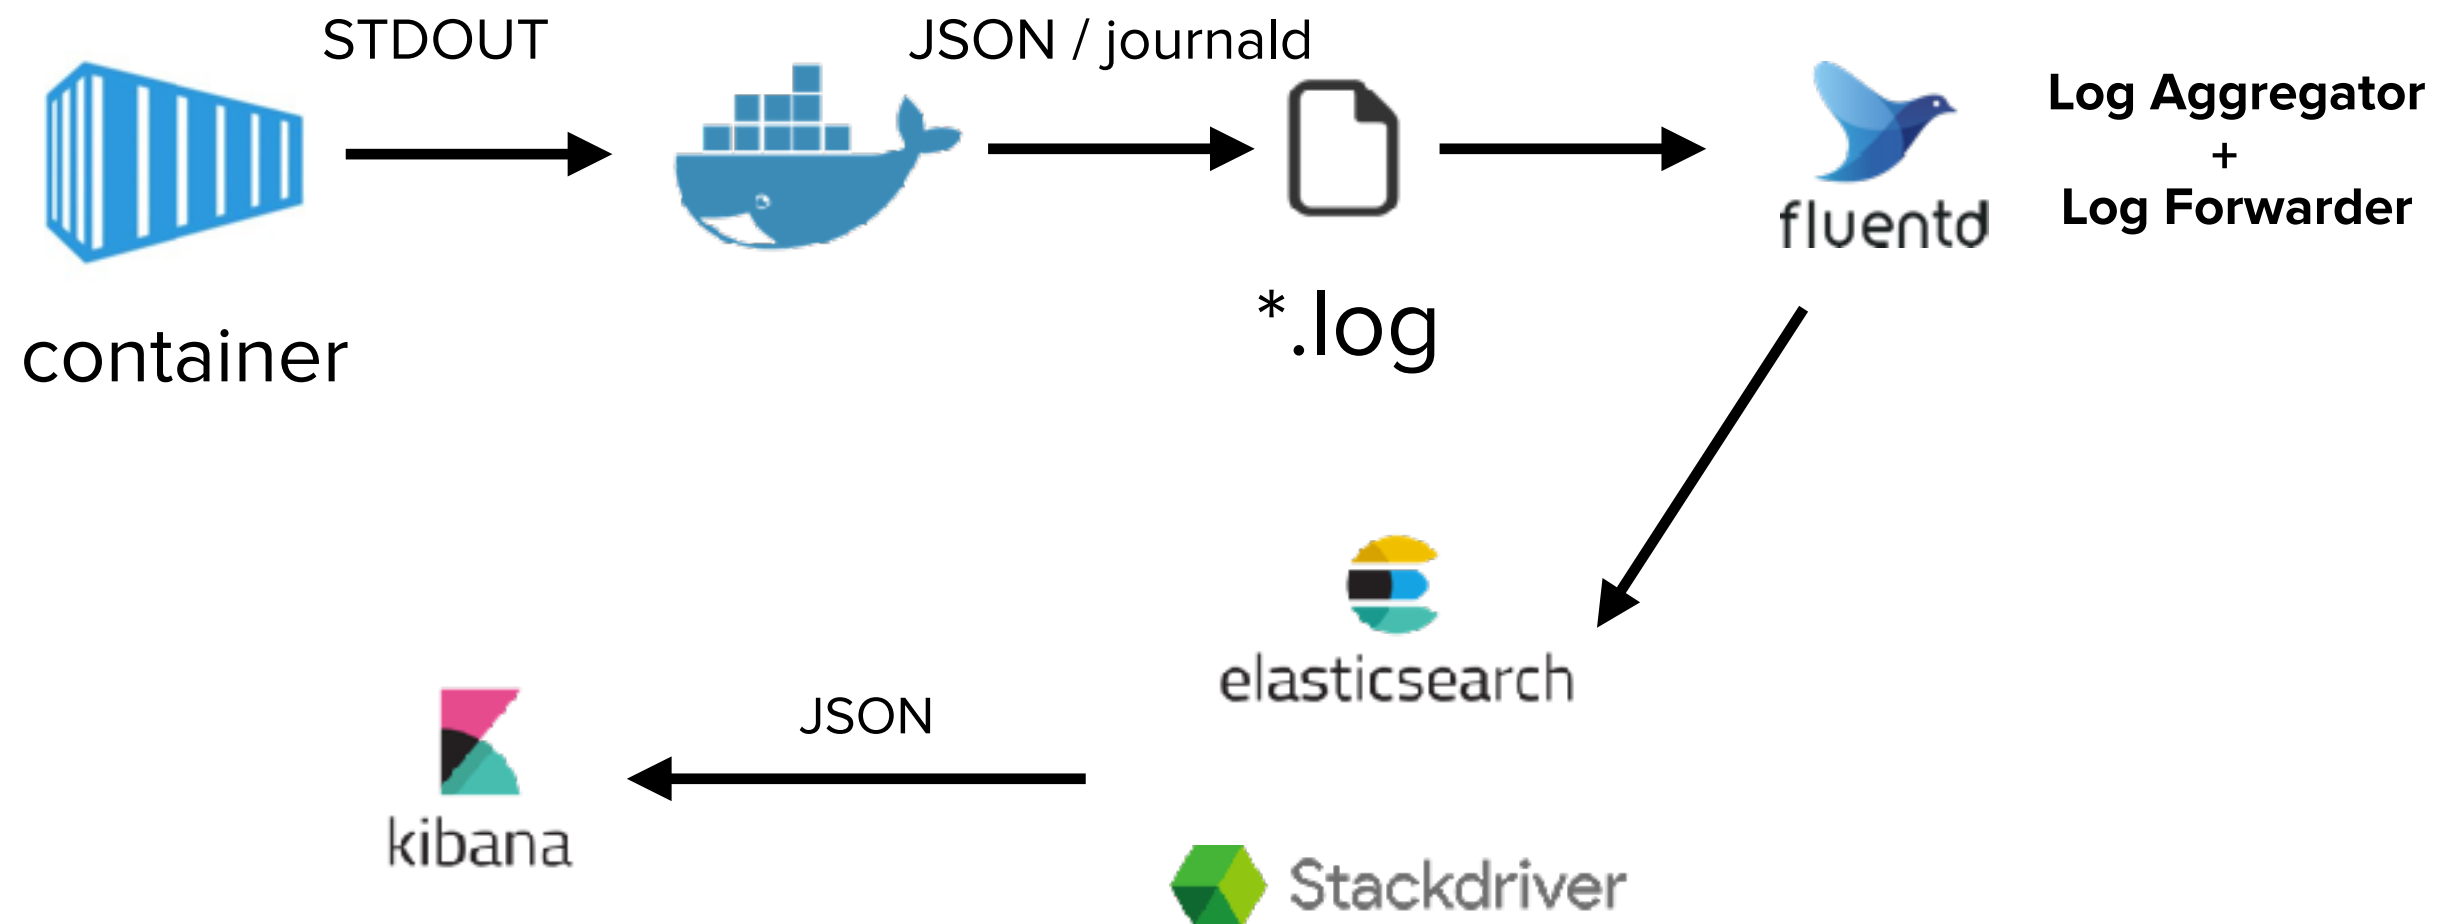 STDOUT
JSON / journald
container
*.log
fluentd
Log Aggregator
+
Log Forwarder
elasticsearch
JSON
kibana
Stackdriver